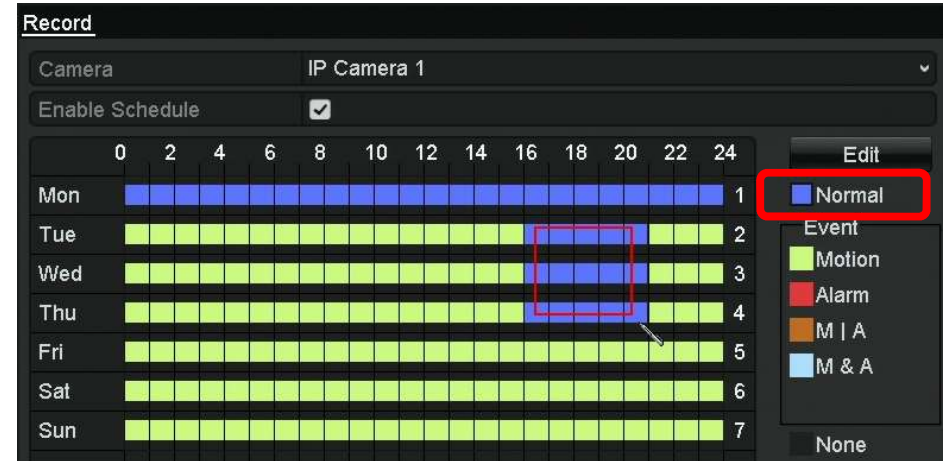 Record
Camera IP Camera 1
Enable Schedule
0 2 4 6 8 10 12 14 16 18 20 22 24 Edit
Mon 1 Normal
Tue 2 Event
Wed 3 Motion
Thu 4 Alarm
Fri 5 M | A
Sat 6 M & A
Sun 7 None